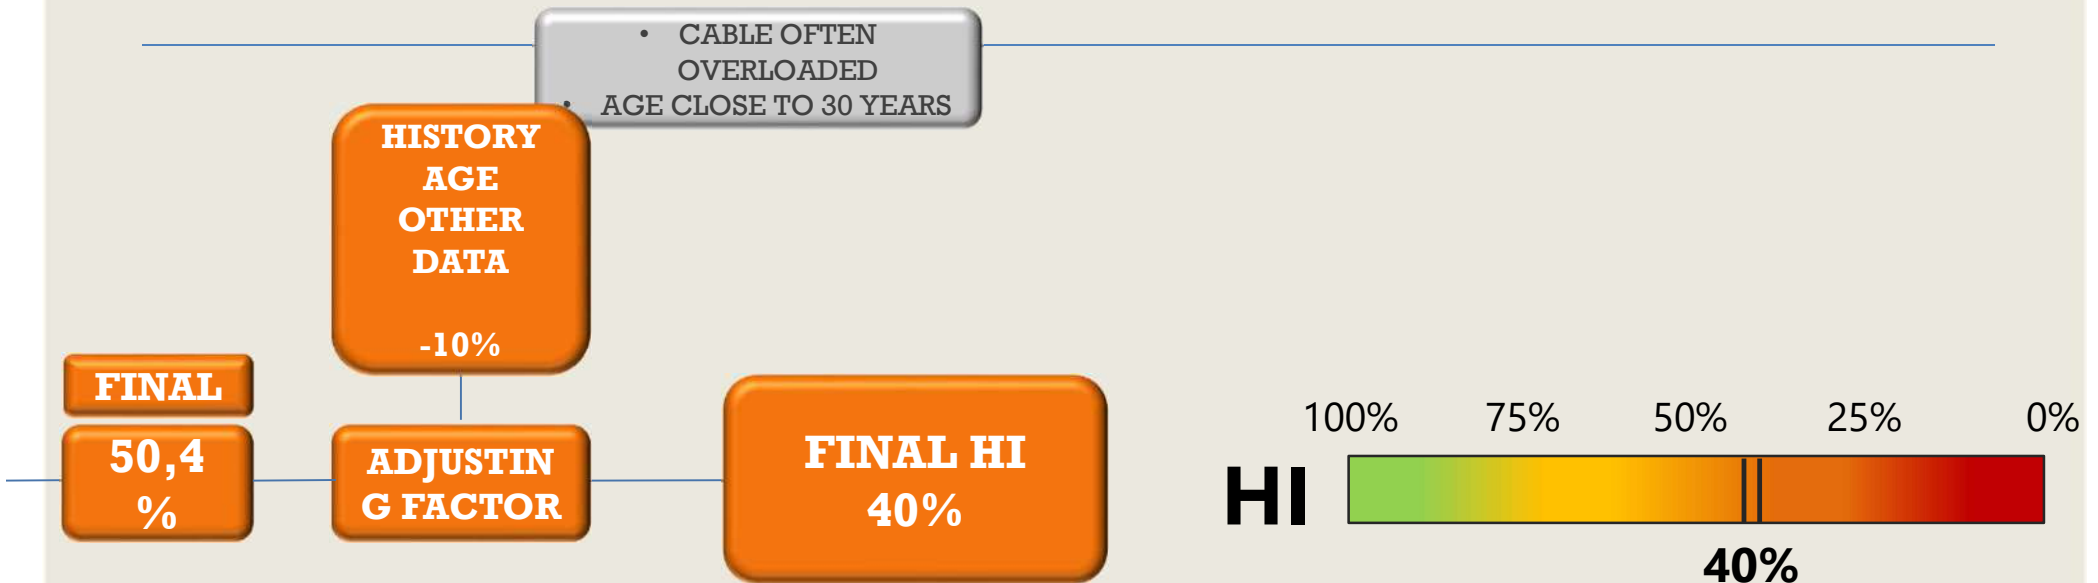 • CABLE OFTEN
OVERLOADED
• AGE CLOSE TO 30 YEARS
HISTORY
AGE
OTHER
DATA
-10%
FINAL
50,4
%
ADJUSTIN
G FACTOR
FINAL HI
40%
100% 75% 50% 25% 0%
HI
40%